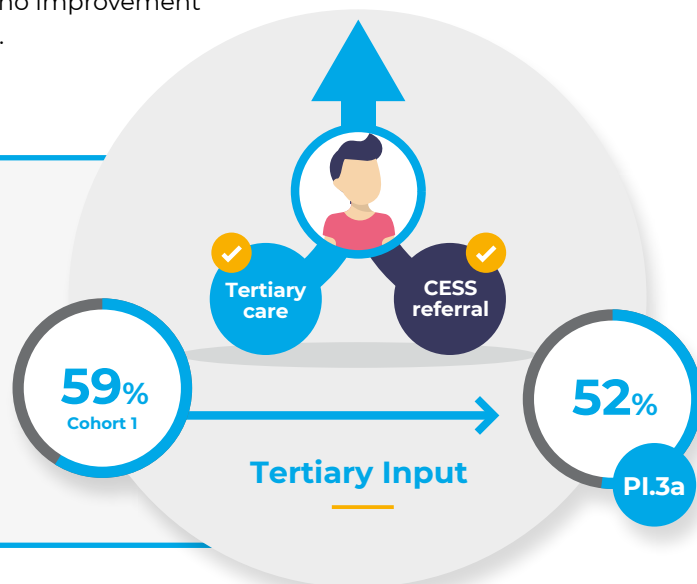 no improvement
.
Tertiary
care
CESS
referral
59%
Cohort 1
52%
PI.3a
Tertiary Input